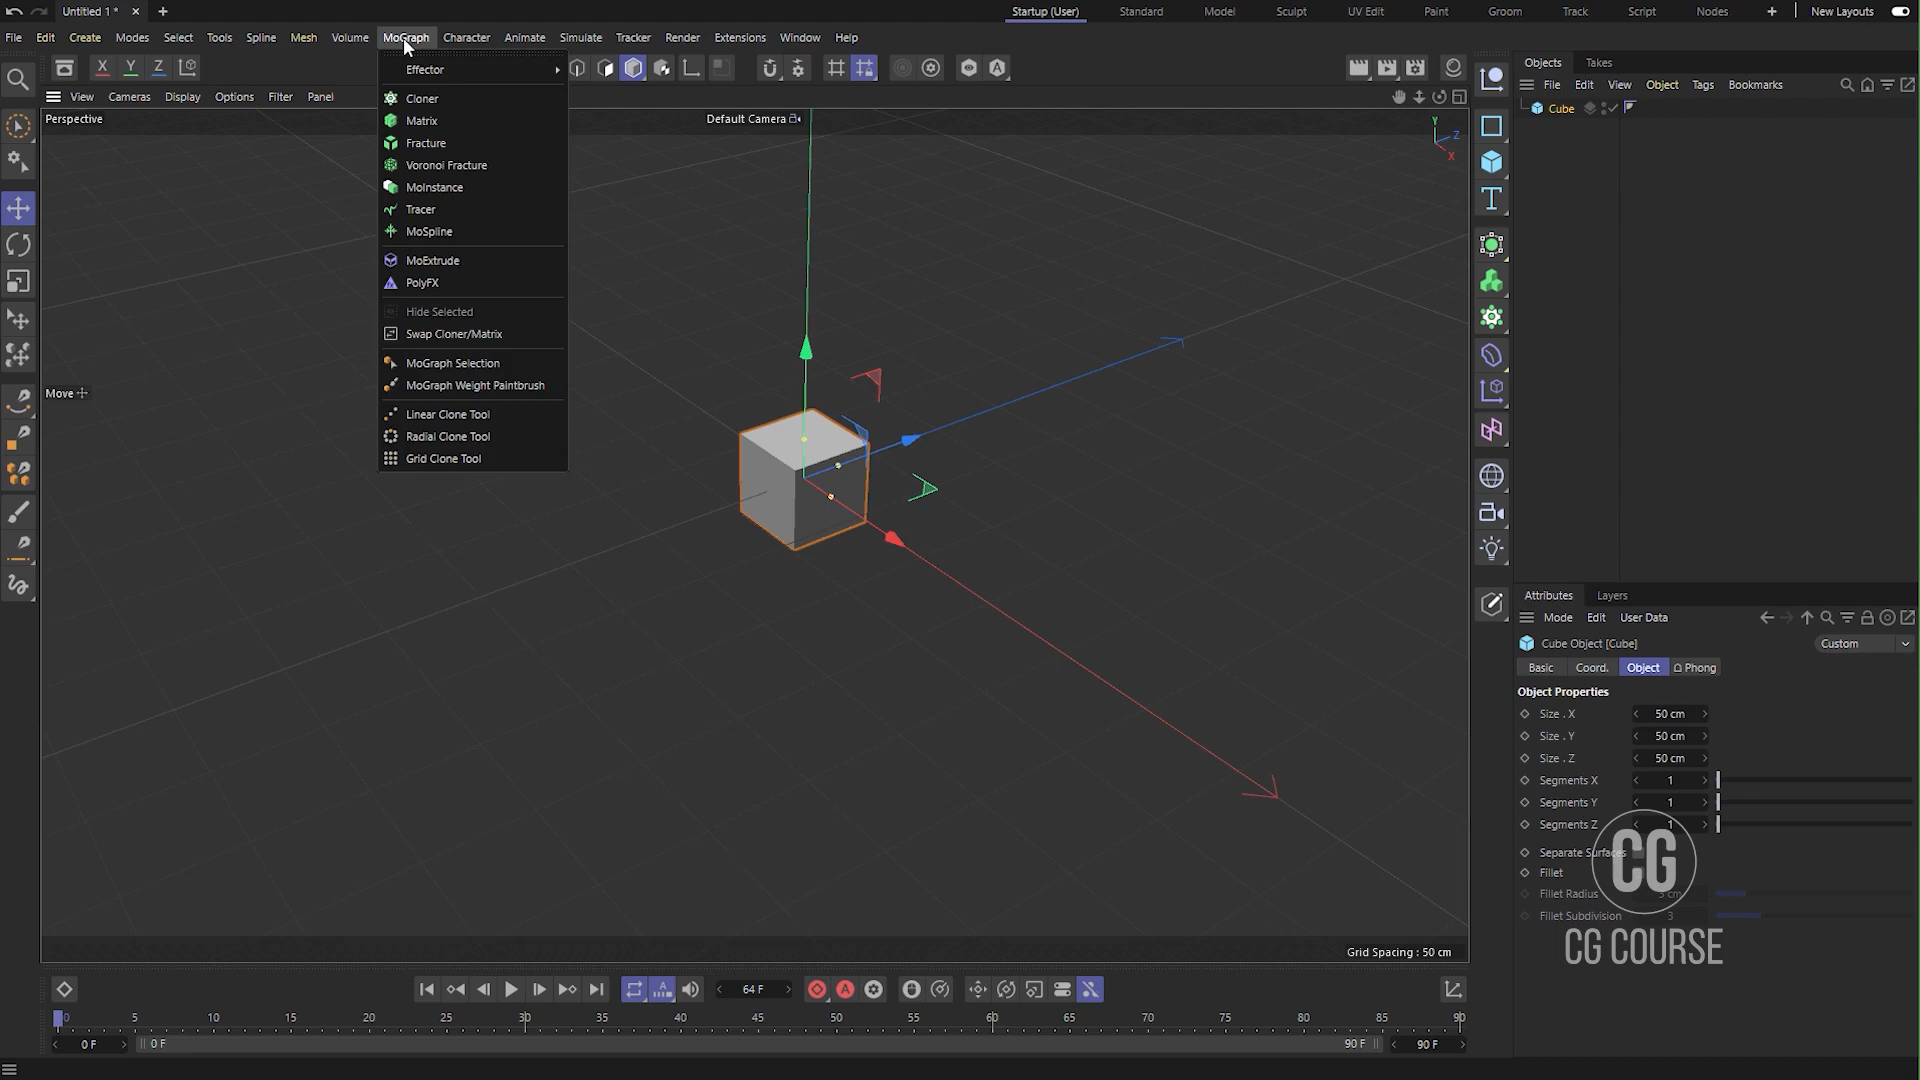 Untitled 1 *
Startup (User)
Standard
Model
Sculpt
UV Edit
Paint
Groom
Track
Script
Nodes
New Layouts
File
Edit
Create
Modes
Select
Tools
Spline
Mesh
Volume
MoGraph
Character
Animate
Simulate
Tracker
Render
Extensions
Window
Help
X
Y
Z
View
Cameras
Display
Options
Filter
Panel
Perspective
Default Camera
Y
Z
X
Effector
Cloner
Matrix
Fracture
Voronoi Fracture
MoInstance
Tracer
MoSpline
MoExtrude
PolyFX
Hide Selected
Swap Cloner/Matrix
MoGraph Selection
MoGraph Weight Paintbrush
Linear Clone Tool
Radial Clone Tool
Grid Clone Tool
Move
Grid Spacing : 50 cm
Objects
Takes
File
Edit
View
Object
Tags
Bookmarks
Cube
Attributes
Layers
Mode
Edit
User Data
Cube Object [Cube]
Custom
Basic
Coord.
Object
Phong
Object Properties
Size . X
50 cm
Size . Y
50 cm
Size . Z
50 cm
Segments X
1
Segments Y
1
Segments Z
1
Separate Surfaces
Fillet
Fillet Radius
5 cm
Fillet Subdivision
3
CG
CG COURSE
64 F
0
5
10
15
20
25
30
35
40
45
50
55
60
65
70
75
80
85
90
0 F
0 F
90 F
90 F